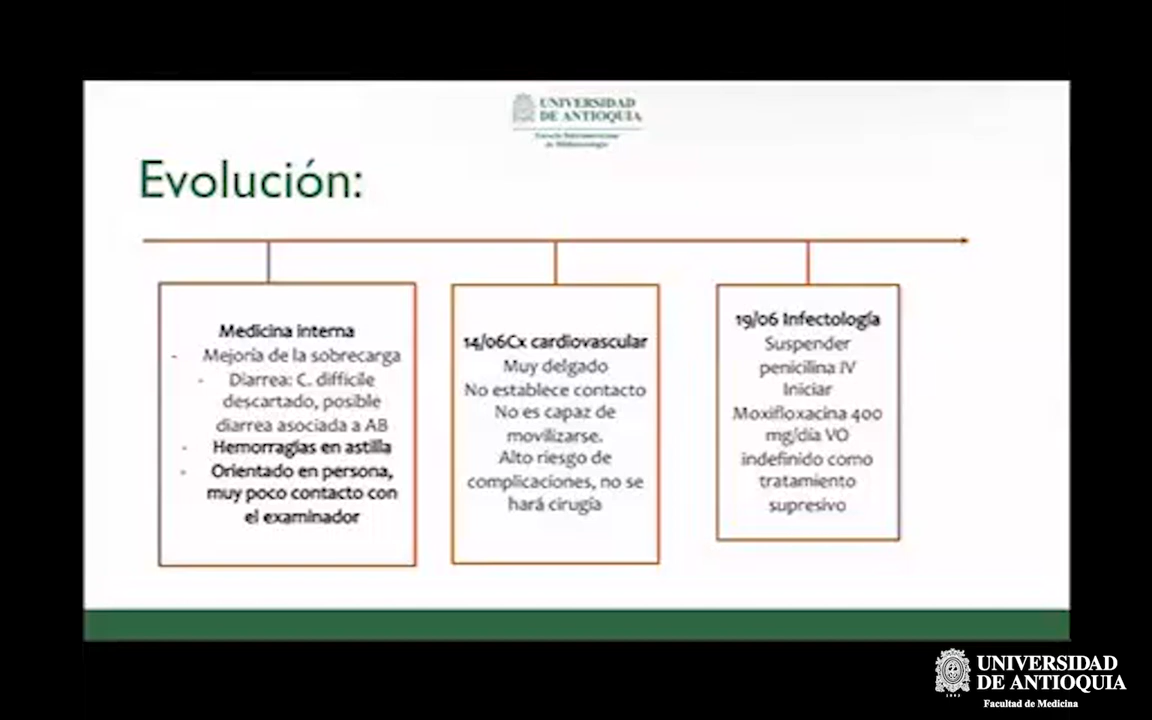 UNIVERSIDAD
DE ANTIOQUIA
Evolución:
Medicina interna
- Mejoría de la sobrecarga
- Diarrea: C. difficile
descartado, posible
diarrea asociada a AB
- Hemorragias en astilla
- Orientado en persona,
muy poco contacto con
el examinador
14/06Cx cardiovascular
Muy delgado
No establece contacto
No es capaz de
movilizarse.
Alto riesgo de
complicaciones, no se
hará cirugía
19/06 Infectología
Suspender
penicilina IV
Iniciar
Moxifloxacina 400
mg/día VO
indefinido como
tratamiento
supresivo
UNIVERSIDAD
DE ANTIOQUIA
Facultad de Medicina